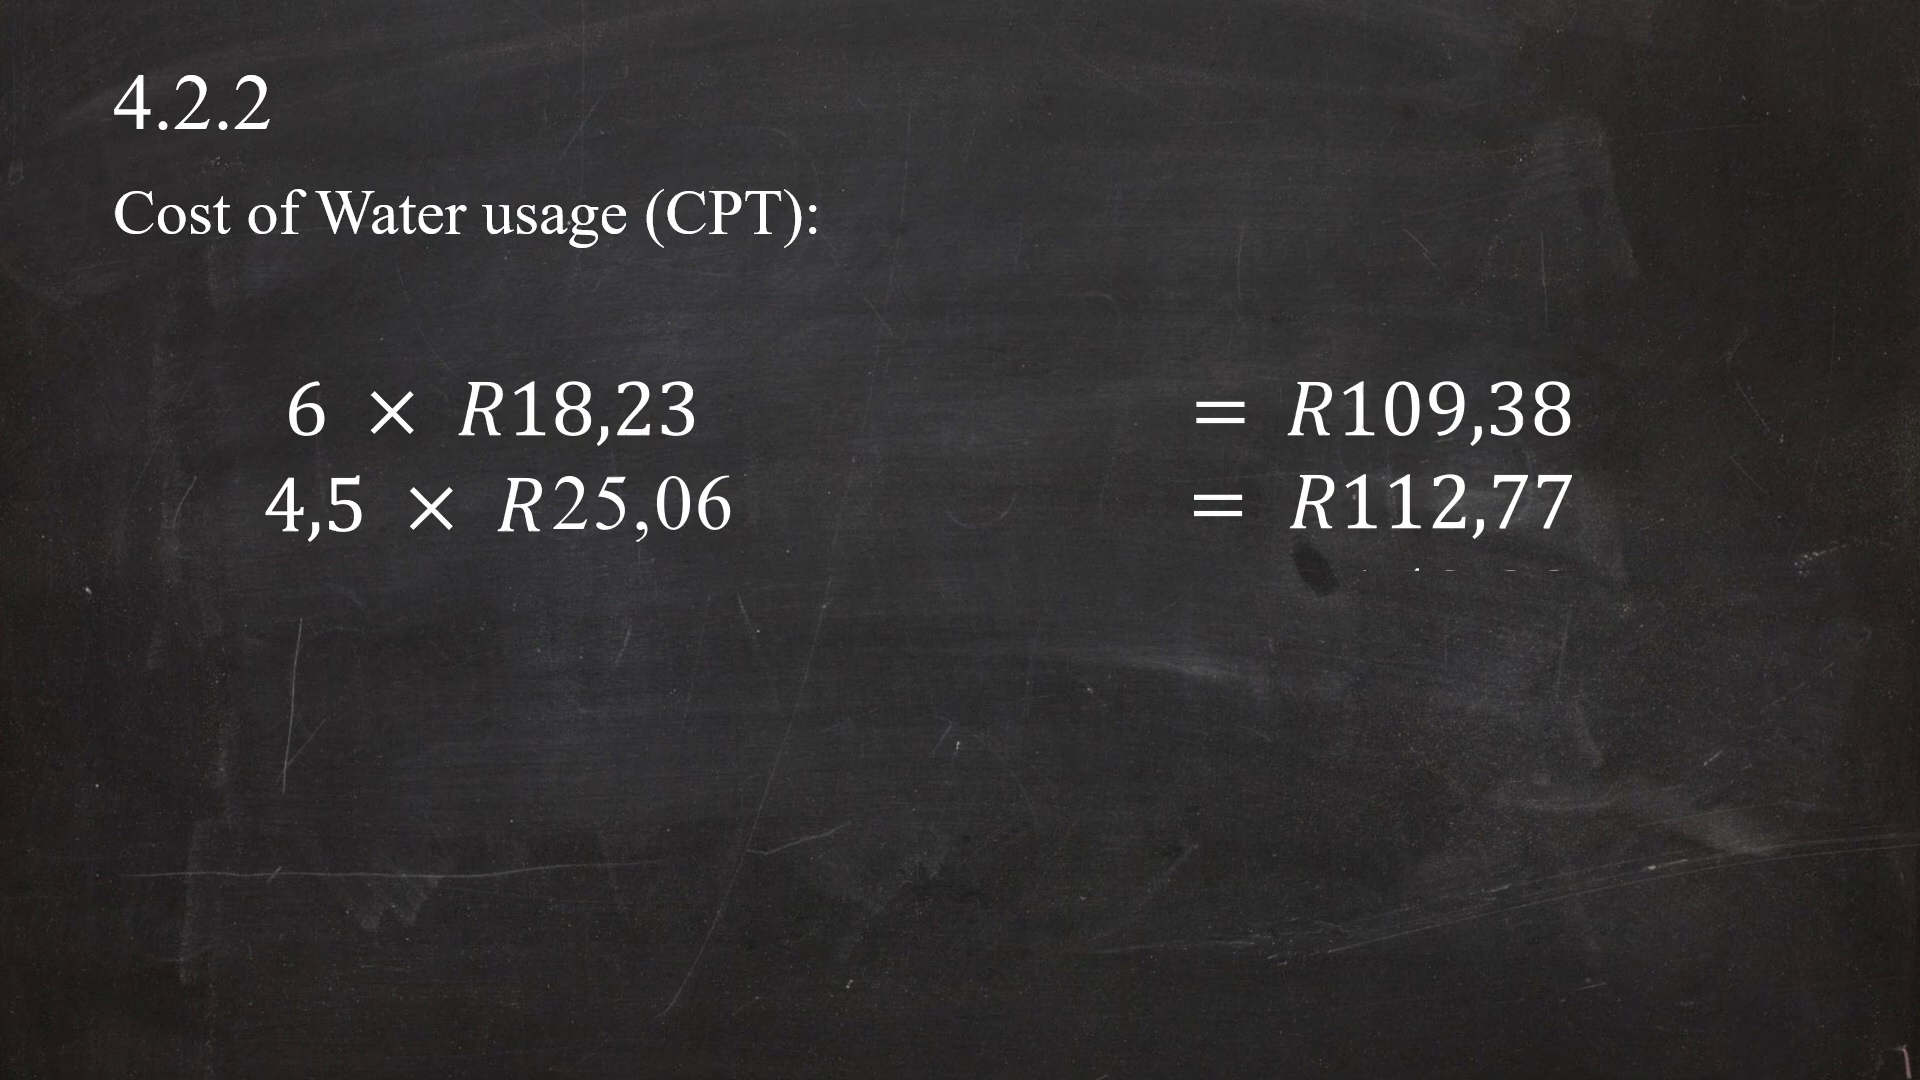 4.2.2
Cost of Water usage (CPT):
6 × R18,23 = R109,38
4,5 × R25,06 = R112,77